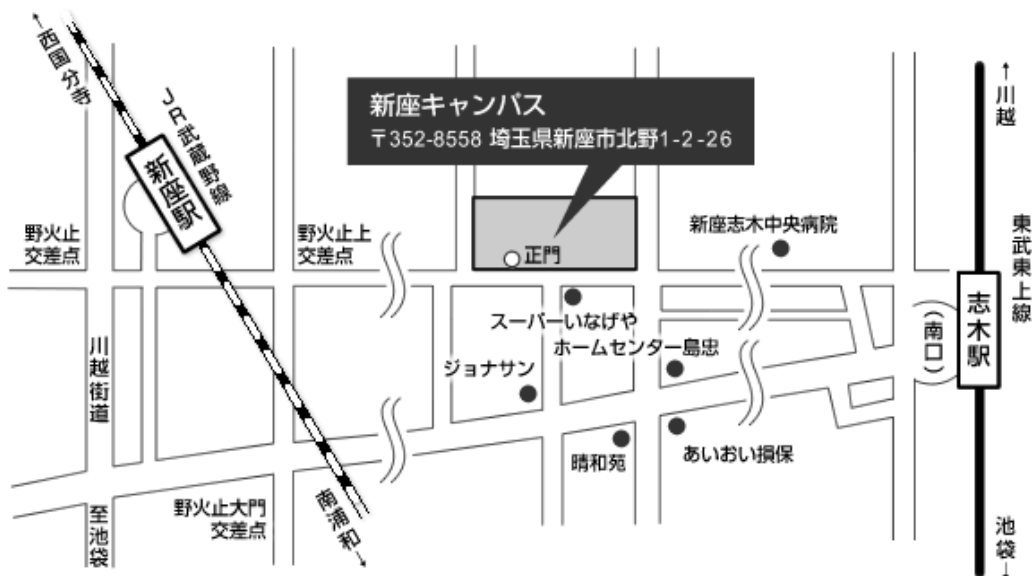 ←西国分寺
JR武蔵野線
新座駅
新座キャンパス
〒352-8558 埼玉県新座市北野1-2-26
↑川越
野火止
交差点
野火止上
交差点
正門
新座志木中央病院
東武東上線
志木駅
(南口)
スーパーいなげや
ホームセンター島忠
ジョナサン
川越街道
晴和苑
あいおい損保
野火止大門
交差点
南浦和→
至池袋
池袋→